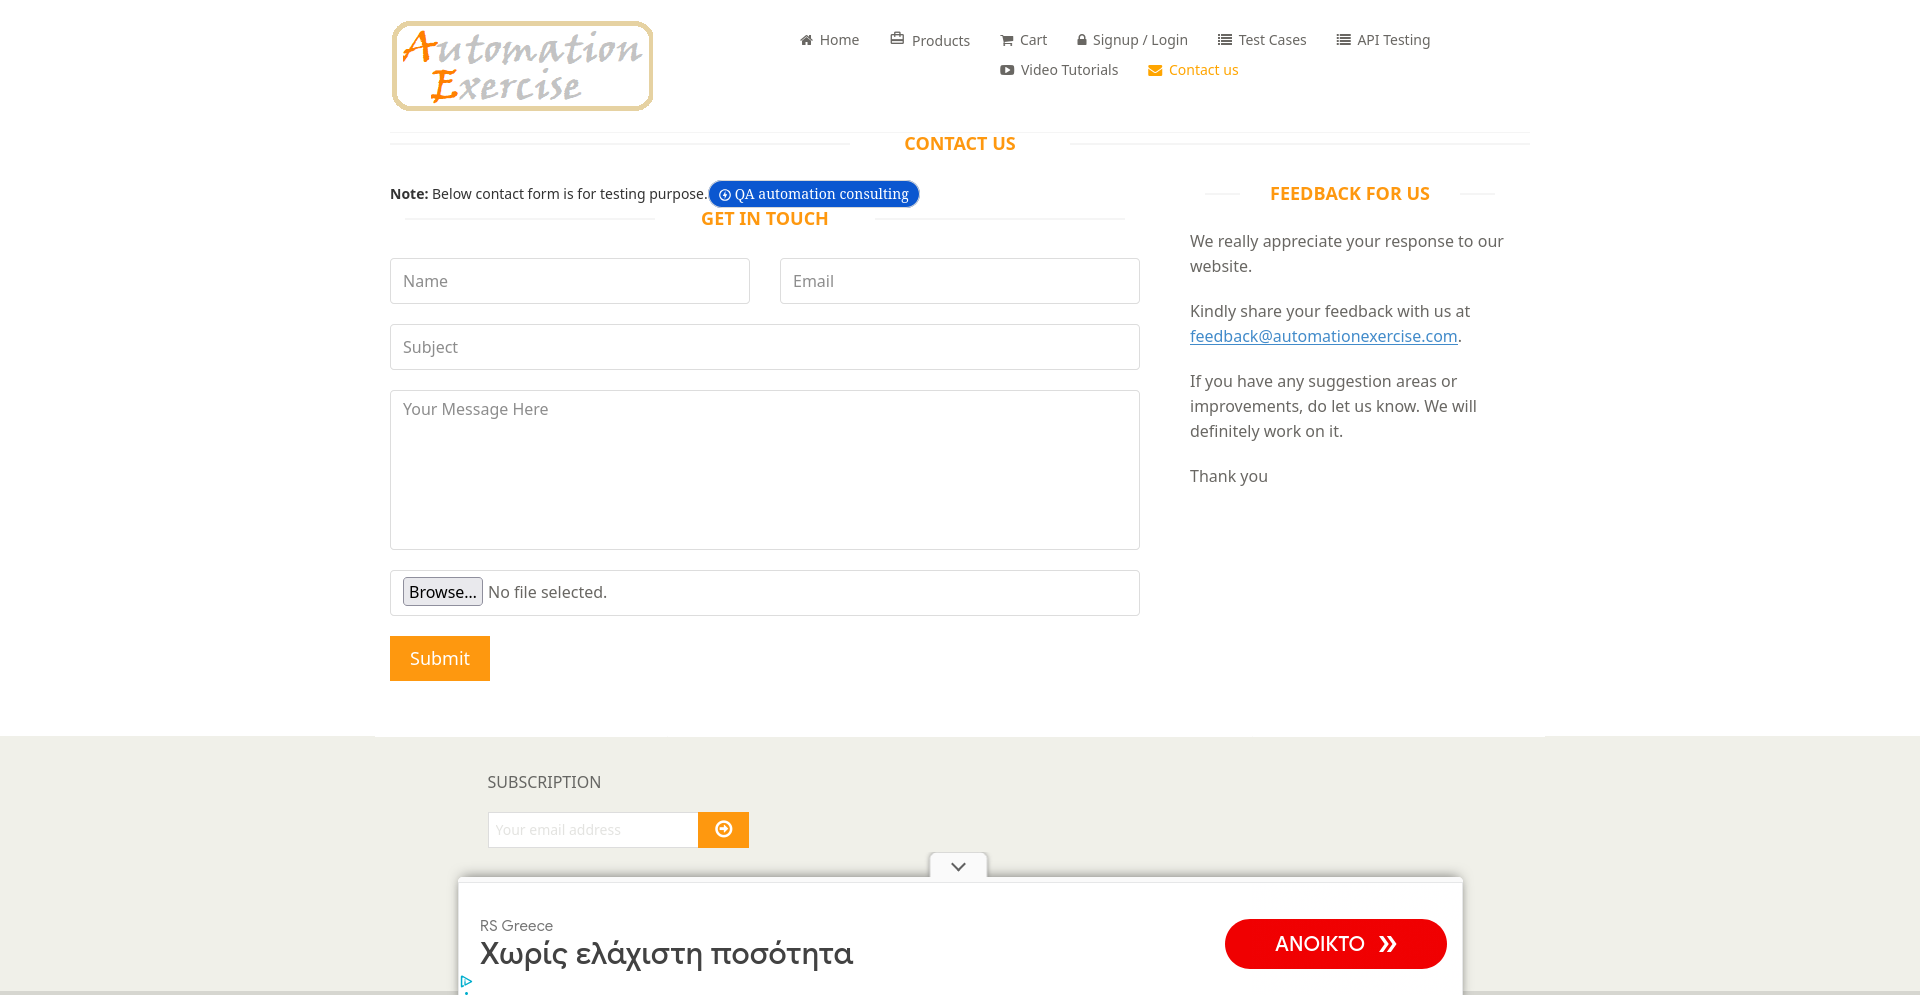 Automation
Exercise
Home
Products
Cart
Signup / Login
Test Cases
API Testing
Video Tutorials
Contact us
CONTACT US
Note: Below contact form is for testing purpose.
QA automation consulting
GET IN TOUCH
Name
Email
Subject
Your Message Here
Browse...
No file selected.
Submit
FEEDBACK FOR US
We really appreciate your response to our
website.
Kindly share your feedback with us at
feedback@automationexercise.com.
If you have any suggestion areas or
improvements, do let us know. We will
definitely work on it.
Thank you
SUBSCRIPTION
Your email address
RS Greece
Χωρίς ελάχιστη ποσότητα
ΑΝΟΙΚΤΟ